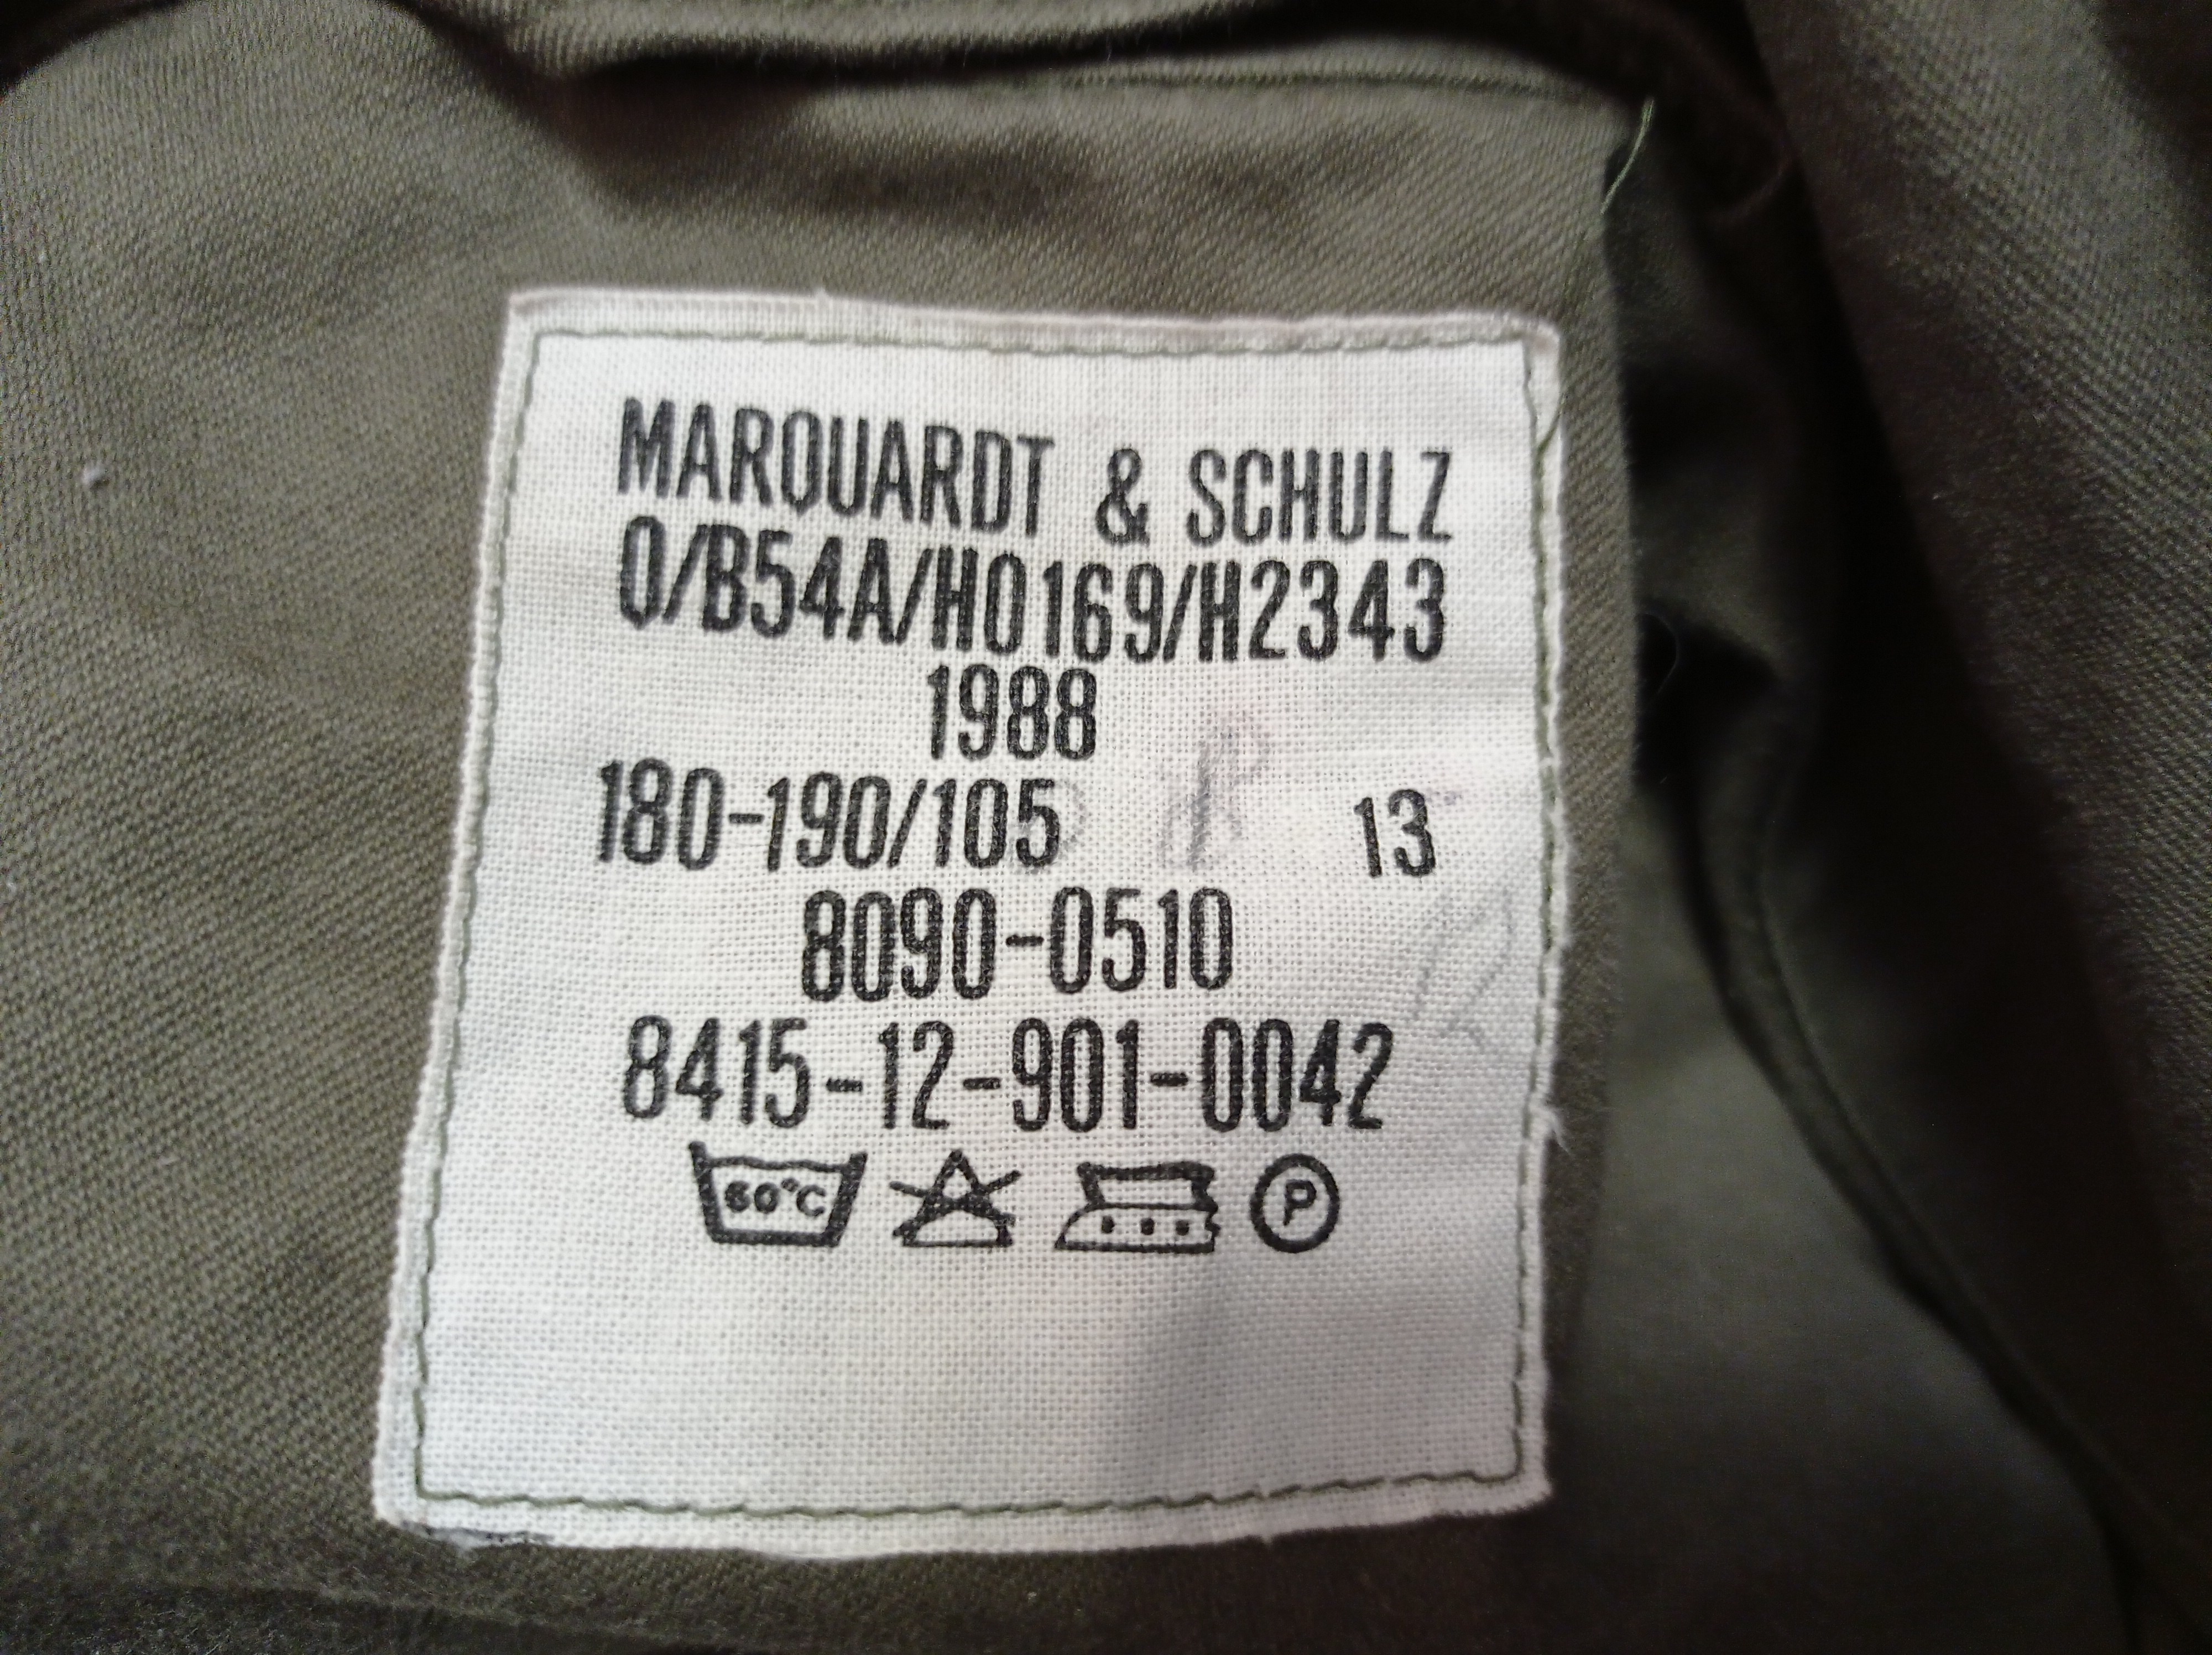 MARQUARDT & SCHULZ
0/B54A/H0169/H2343
1988
180-190/105 13
8090-0510
8415-12-901-0042
60°C P